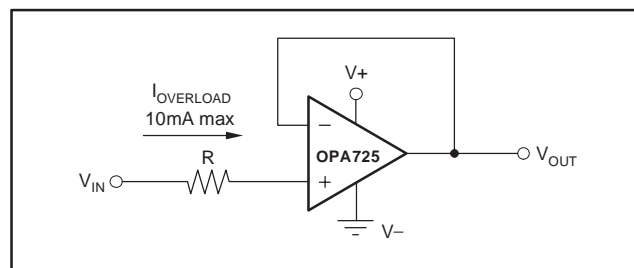 I_OVERLOAD
10mA max
V+
R
−
OPA725
V_IN
+
V_OUT
V−